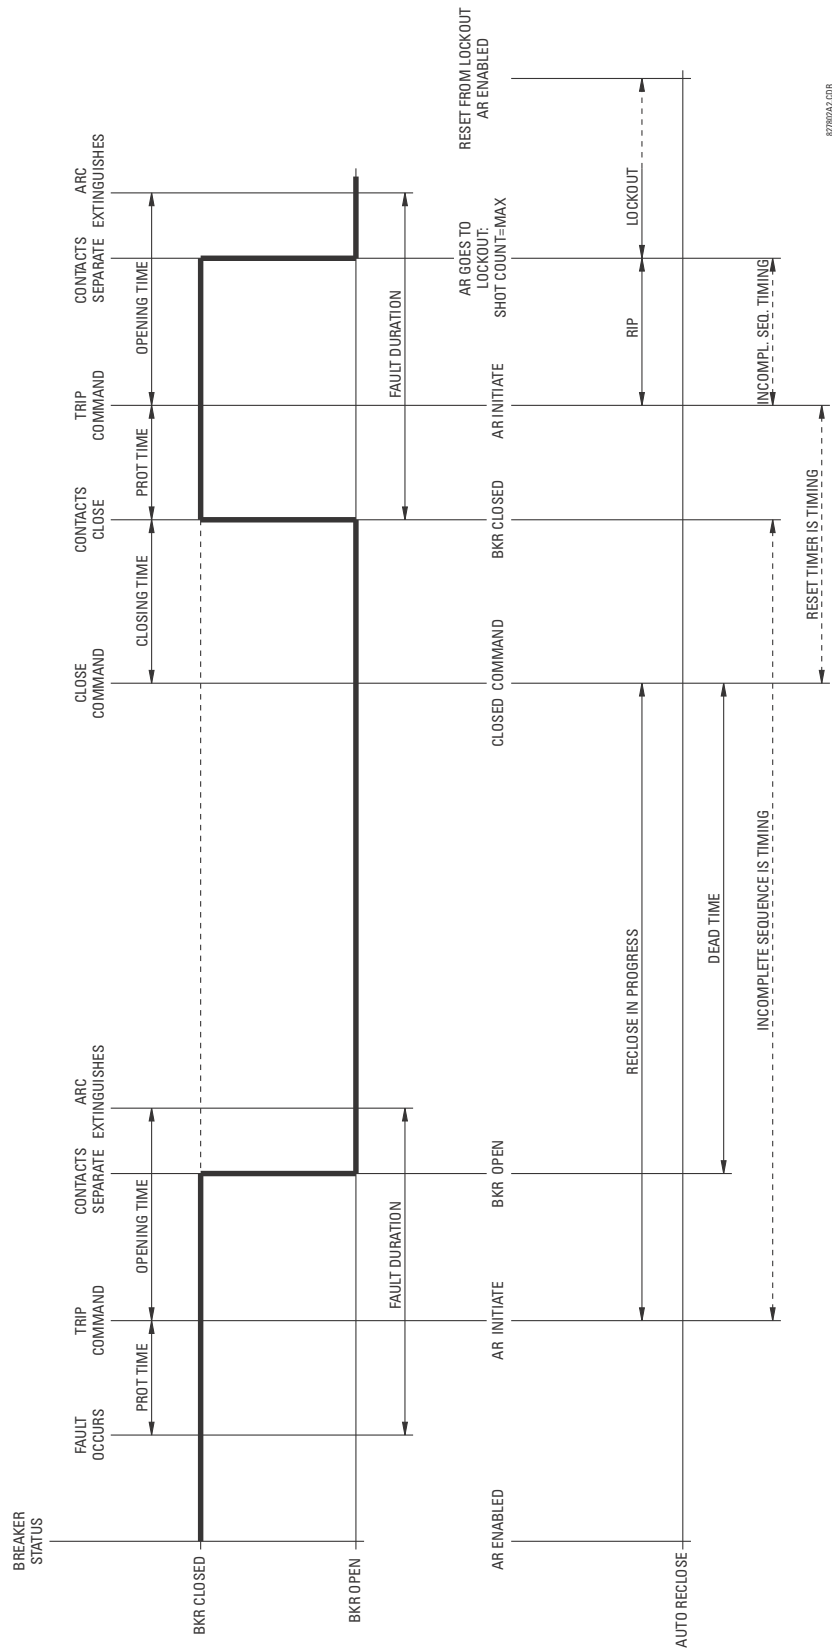 BREAKER
STATUS
FAULT
OCCURS
TRIP
COMMAND
CONTACTS
SEPARATE
ARC
EXTINGUISHES
CLOSE
COMMAND
CONTACTS
CLOSE
TRIP
COMMAND
CONTACTS
SEPARATE
ARC
EXTINGUISHES
PROT TIME
OPENING TIME
CLOSING TIME
PROT TIME
OPENING TIME
BKR CLOSED
BKR OPEN
FAULT DURATION
FAULT DURATION
AR ENABLED
AR INITIATE
BKR OPEN
CLOSED COMMAND
BKR CLOSED
AR INITIATE
AR GOES TO
LOCKOUT:
SHOT COUNT=MAX
RESET FROM LOCKOUT
AR ENABLED
RECLOSE IN PROGRESS
RIP
LOCKOUT
AUTO RECLOSE
DEAD TIME
INCOMPLETE SEQUENCE IS TIMING
INCOMPL. SEQ. TIMING
RESET TIMER IS TIMING
827802A2.CDR